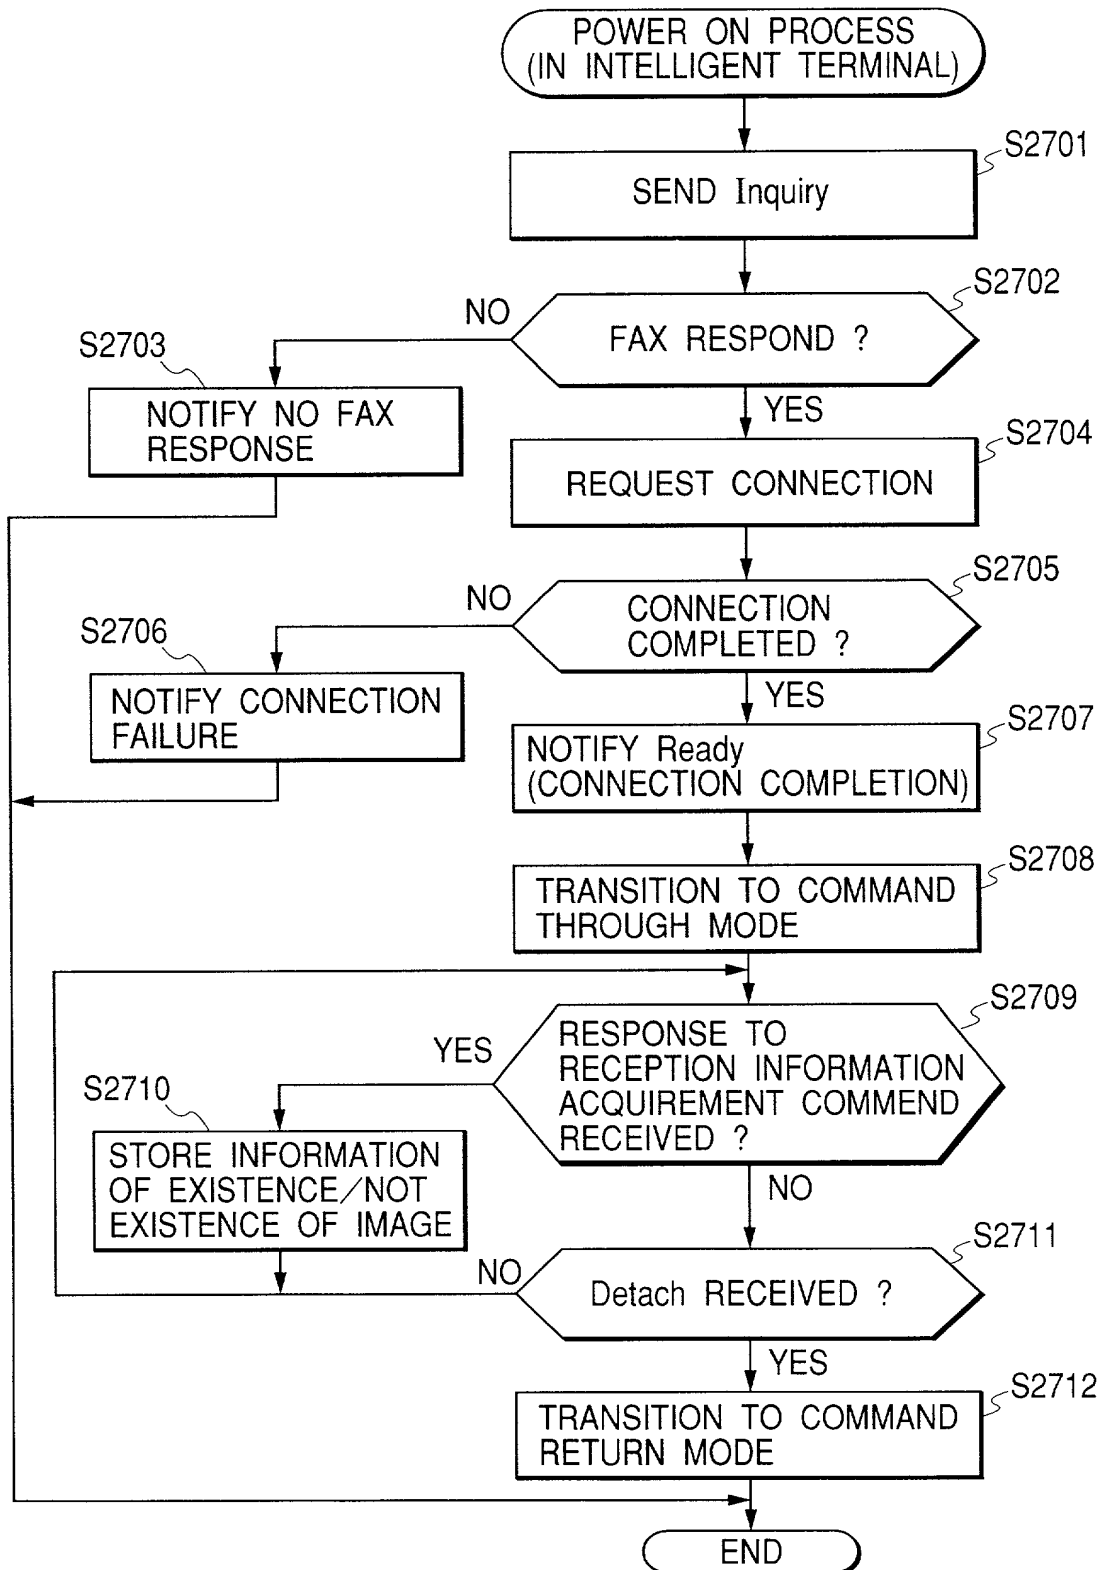 POWER ON PROCESS
(IN INTELLIGENT TERMINAL)
S2701
SEND Inquiry
S2702
NO
FAX RESPOND ?
S2703
YES
NOTIFY NO FAX
RESPONSE
S2704
REQUEST CONNECTION
S2705
NO
CONNECTION
COMPLETED ?
S2706
YES
NOTIFY CONNECTION
FAILURE
S2707
NOTIFY Ready
(CONNECTION COMPLETION)
S2708
TRANSITION TO COMMAND
THROUGH MODE
S2709
YES
RESPONSE TO
RECEPTION INFORMATION
ACQUIREMENT COMMEND
RECEIVED ?
S2710
STORE INFORMATION
OF EXISTENCE/NOT
EXISTENCE OF IMAGE
NO
S2711
NO
Detach RECEIVED ?
YES
S2712
TRANSITION TO COMMAND
RETURN MODE
END